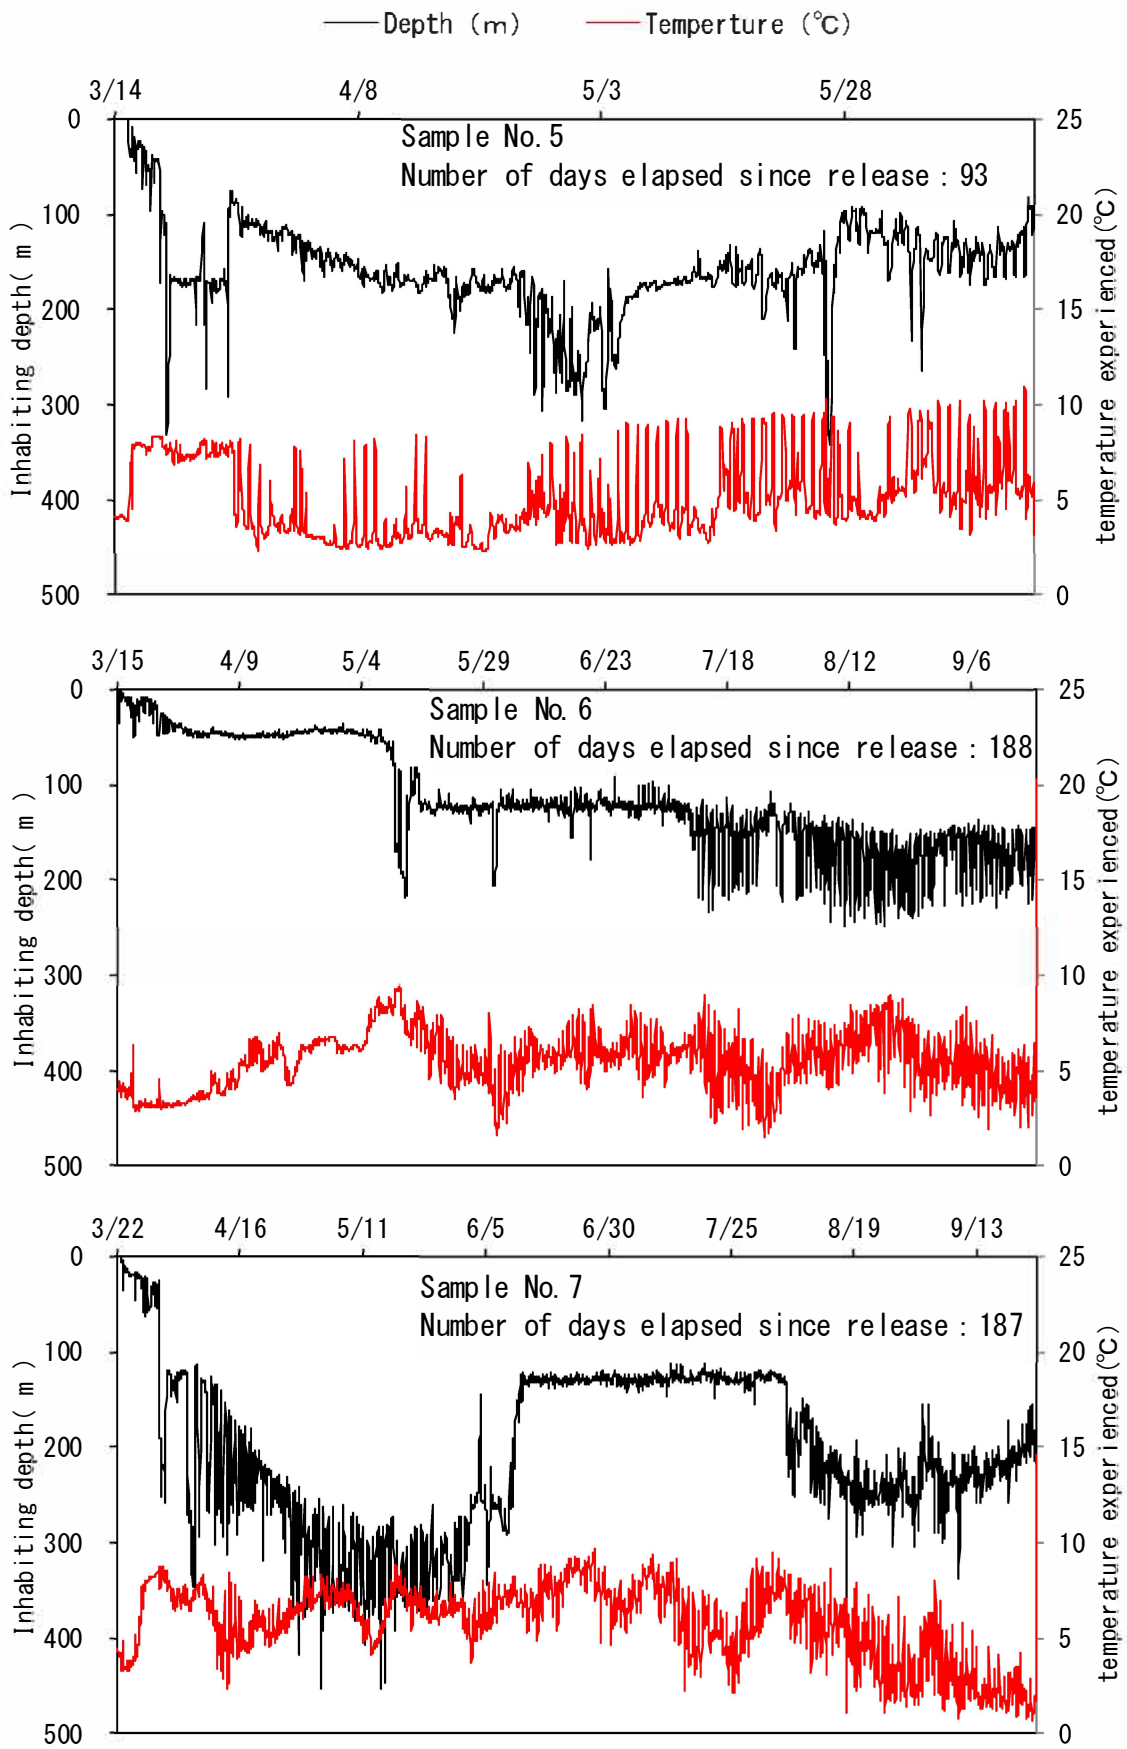 Depth (m) Temperture (℃)
3/14 4/8 5/3 5/28
Sample No.5
Number of days elapsed since release : 93
0 100 200 300 400 500
Inhabiting depth( m )
25 20 15 10 5 0
temperature experienced(℃)
3/15 4/9 5/4 5/29 6/23 7/18 8/12 9/6
Sample No.6
Number of days elapsed since release : 188
0 100 200 300 400 500
Inhabiting depth( m )
25 20 15 10 5 0
temperature experienced(℃)
3/22 4/16 5/11 6/5 6/30 7/25 8/19 9/13
Sample No.7
Number of days elapsed since release : 187
0 100 200 300 400 500
Inhabiting depth( m )
25 20 15 10 5 0
temperature experienced(℃)